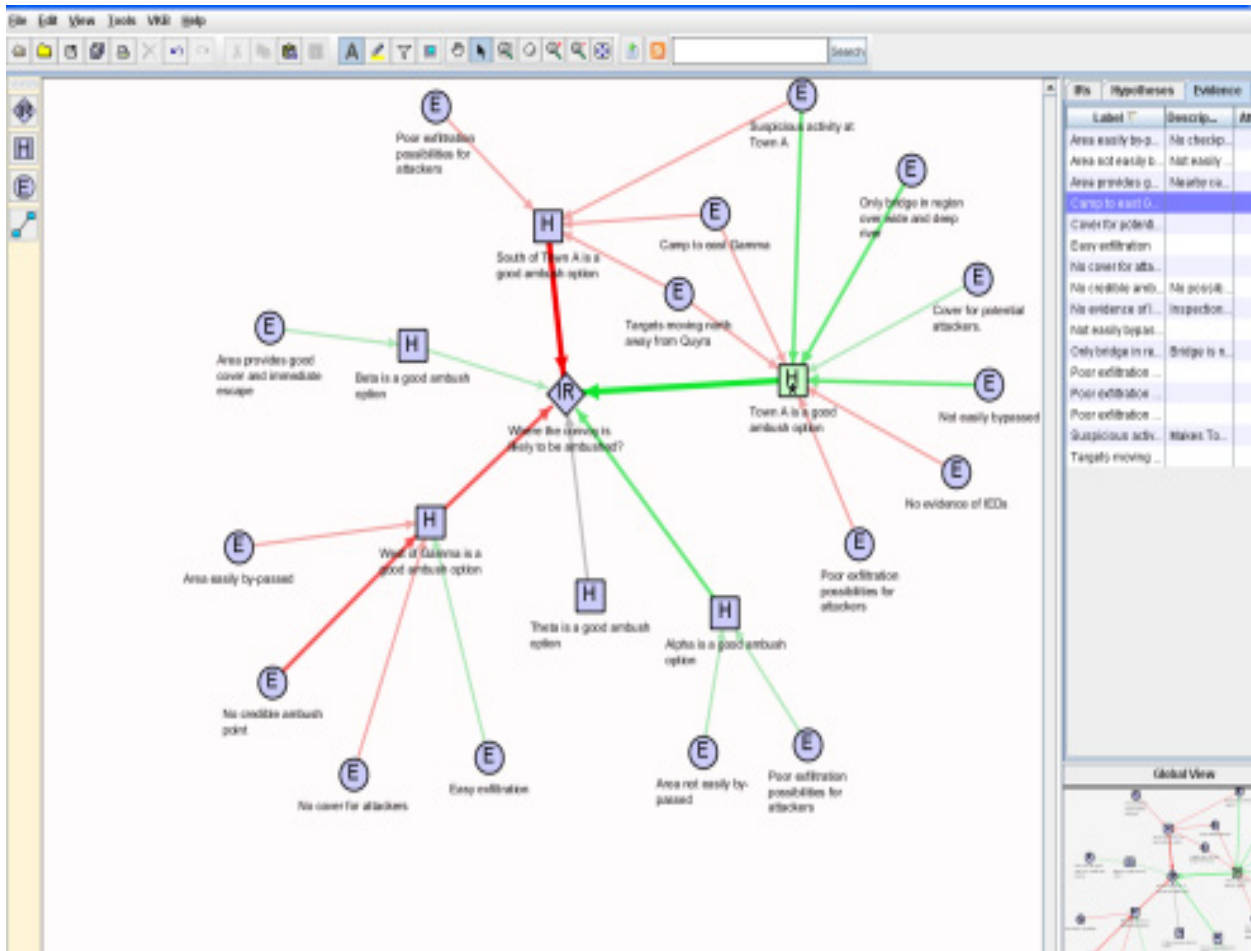 File Edit View Tools VKB Help
A
Search
IRs Hypotheses Evidence
Label Descrip...
Area easily by-p... No checkp...
Area not easily b... Not easily ...
Area provides g... Nearby ca...
Camp to east G...
Cover for potenti...
Easy exfiltration
No cover for atta...
No credible amb... No possib...
No evidence of I... Inspection...
Not easily bypas...
Only bridge in re... Bridge is n...
Poor exfiltration ...
Poor exfiltration ...
Poor exfiltration ...
Suspicious activ... Makes To...
Targets moving ...
H
E
E
Poor exfiltration
possibilities for
attackers
E
Suspicious activity at
Town A
E
Only bridge in region
over wide and deep
river
H
South of Town A is a
good ambush option
E
Camp to east Gamma
E
Targets moving north
away from Quyra
E
Cover for potential
attackers.
E
Area provides good
cover and immediate
escape
H
Beta is a good ambush
option
IR
Where the convoy is
likely to be ambushed?
H
Town A is a good
ambush option
E
Not easily bypassed
E
No evidence of IEDs
E
Poor exfiltration
possibilities for
attackers
H
West of Gamma is a
good ambush option
E
Area easily by-passed
H
Theta is a good ambush
option
H
Alpha is a good ambush
option
E
No credible ambush
point
E
No cover for attackers
E
Easy exfiltration
E
Area not easily by-
passed
E
Poor exfiltration
possibilities for
attackers
Global View